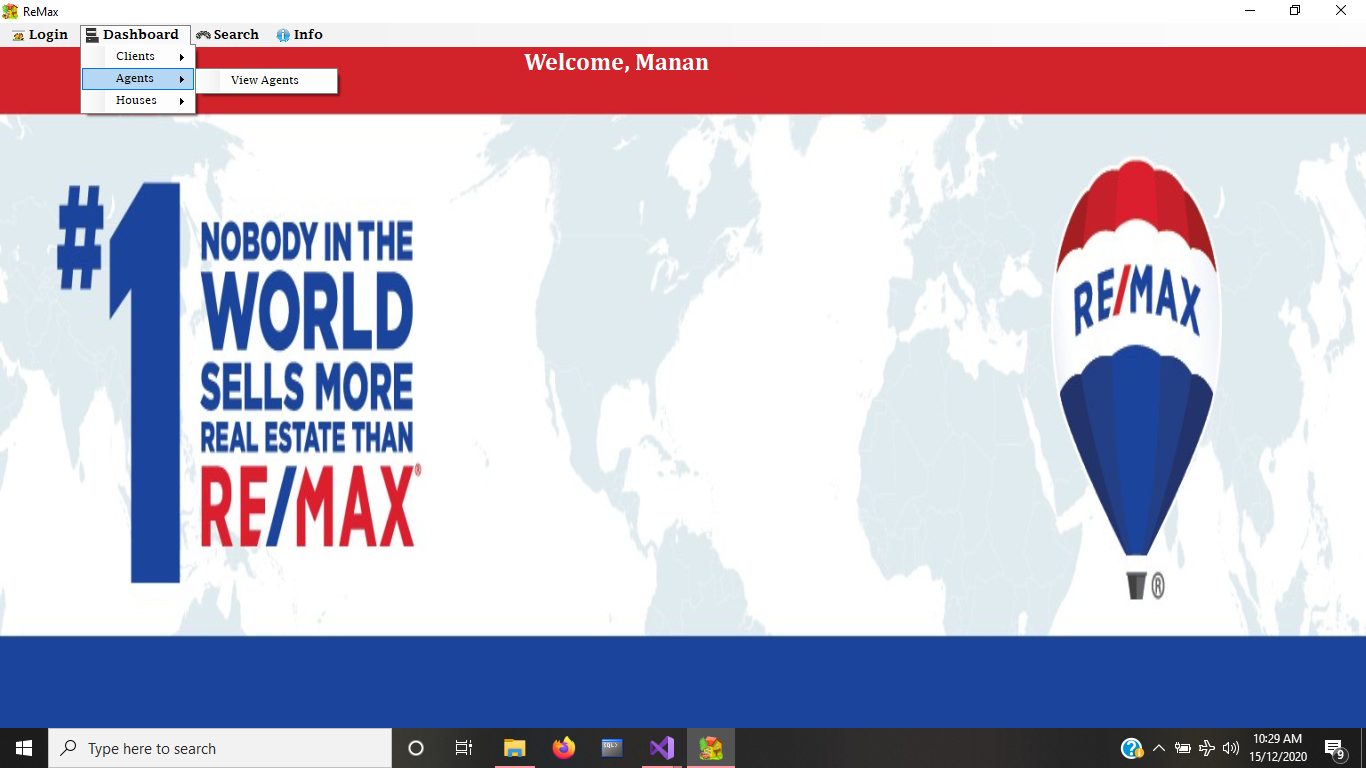 ReMax
Login Dashboard Search Info
Clients
Agents
Houses
View Agents
Welcome, Manan
#1
NOBODY IN THE
WORLD
SELLS MORE
REAL ESTATE THAN
RE/MAX®
RE/MAX
®
Type here to search
10:29 AM
15/12/2020
9